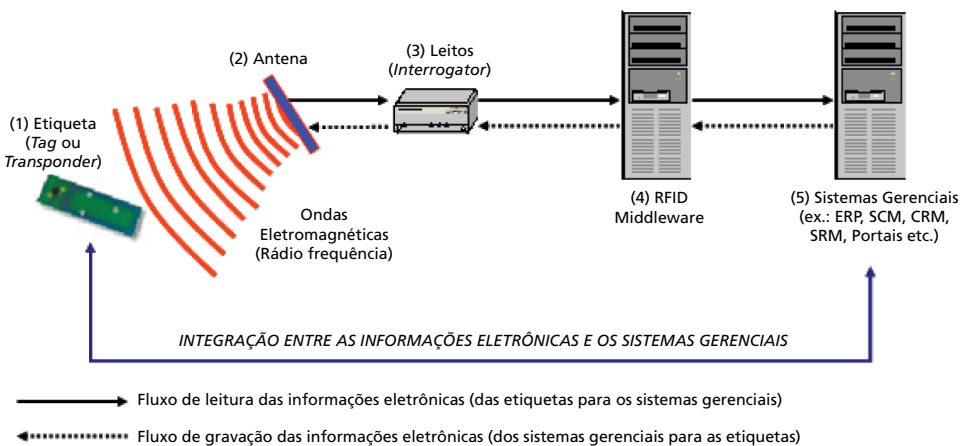 (1) Etiqueta
(Tag ou
Transponder)
(2) Antena
(3) Leitos
(Interrogator)
Ondas
Eletromagnéticas
(Rádio frequência)
(4) RFID
Middleware
(5) Sistemas Gerenciais
(ex.: ERP, SCM, CRM,
SRM, Portais etc.)
INTEGRAÇÃO ENTRE AS INFORMAÇÕES ELETRÔNICAS E OS SISTEMAS GERENCIAIS
Fluxo de leitura das informações eletrônicas (das etiquetas para os sistemas gerenciais)
Fluxo de gravação das informações eletrônicas (dos sistemas gerenciais para as etiquetas)